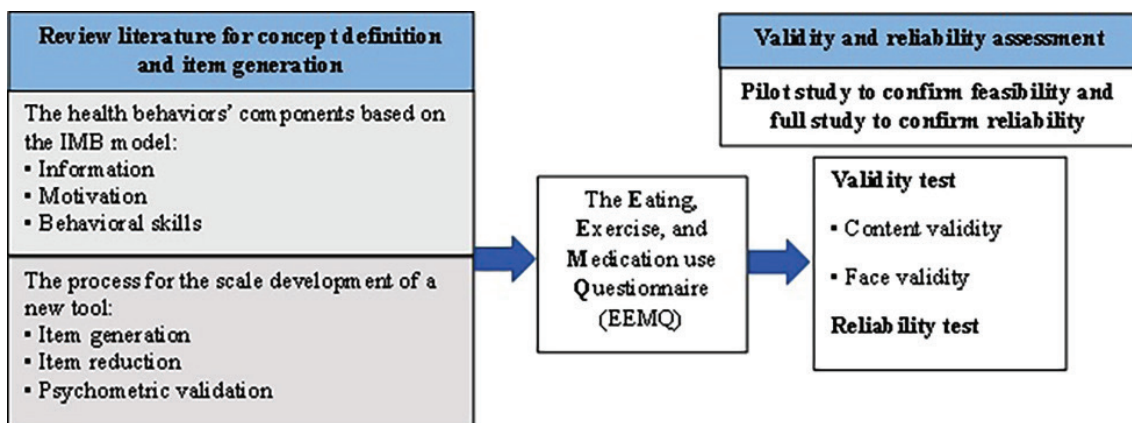 Review literature for concept definition
and item generation
The health behaviors' components based on
the IMB model:
▪ Information
▪ Motivation
▪ Behavioral skills
The process for the scale development of a
new tool:
▪ Item generation
▪ Item reduction
▪ Psychometric validation
The Eating,
Exercise, and
Medication use
Questionnaire
(EEMQ)
Validity and reliability assessment
Pilot study to confirm feasibility and
full study to confirm reliability
Validity test
▪ Content validity
▪ Face validity
Reliability test